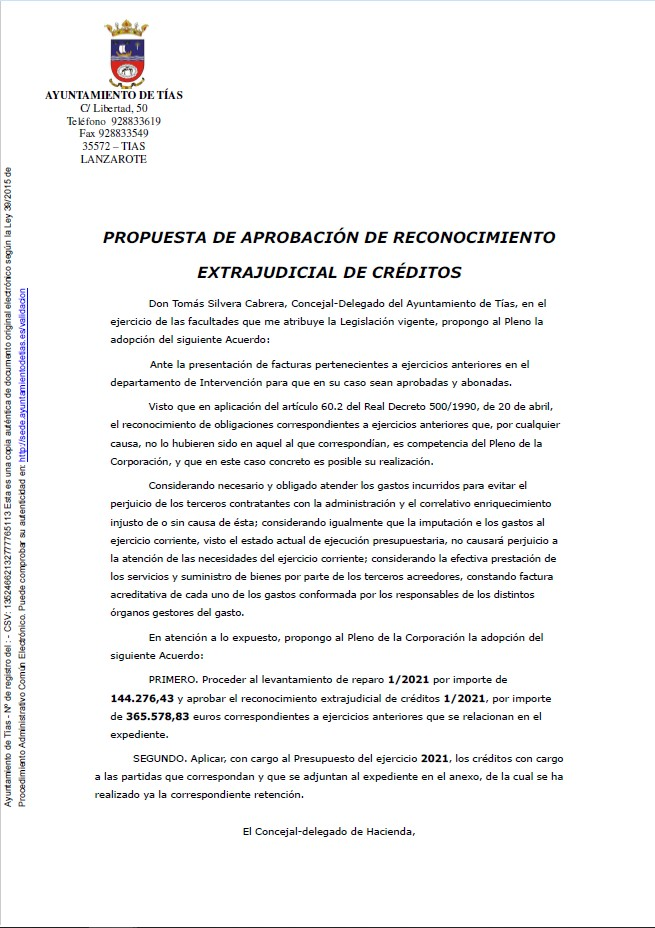 AYUNTAMIENTO DE TÍAS
C/ Libertad, 50
Teléfono 928833619
Fax 928833549
35572 – TIAS
LANZAROTE
PROPUESTA DE APROBACIÓN DE RECONOCIMIENTO
EXTRAJUDICIAL DE CRÉDITOS
Don Tomás Silvera Cabrera, Concejal-Delegado del Ayuntamiento de Tías, en el
ejercicio de las facultades que me atribuye la Legislación vigente, propongo al Pleno la
adopción del siguiente Acuerdo:
Ante la presentación de facturas pertenecientes a ejercicios anteriores en el
departamento de Intervención para que en su caso sean aprobadas y abonadas.
Visto que en aplicación del artículo 60.2 del Real Decreto 500/1990, de 20 de abril,
el reconocimiento de obligaciones correspondientes a ejercicios anteriores que, por cualquier
causa, no lo hubieren sido en aquel al que correspondían, es competencia del Pleno de la
Corporación, y que en este caso concreto es posible su realización.
Considerando necesario y obligado atender los gastos incurridos para evitar el
perjuicio de los terceros contratantes con la administración y el correlativo enriquecimiento
injusto de o sin causa de ésta; considerando igualmente que la imputación e los gastos al
ejercicio corriente, visto el estado actual de ejecución presupuestaria, no causará perjuicio a
la atención de las necesidades del ejercicio corriente; considerando la efectiva prestación de
los servicios y suministro de bienes por parte de los terceros acreedores, constando factura
acreditativa de cada uno de los gastos conformada por los responsables de los distintos
órganos gestores del gasto.
En atención a lo expuesto, propongo al Pleno de la Corporación la adopción del
siguiente Acuerdo:
PRIMERO. Proceder al levantamiento de reparo 1/2021 por importe de
144.276,43 y aprobar el reconocimiento extrajudicial de créditos 1/2021, por importe
de 365.578,83 euros correspondientes a ejercicios anteriores que se relacionan en el
expediente.
SEGUNDO. Aplicar, con cargo al Presupuesto del ejercicio 2021, los créditos con cargo
a las partidas que correspondan y que se adjuntan al expediente en el anexo, de la cual se ha
realizado ya la correspondiente retención.
El Concejal-delegado de Hacienda,
Ayuntamiento de Tías - Nº de registro del : - CSV: 13524662132777765113 Esta es una copia auténtica de documento original electrónico según la Ley 39/2015 de
Procedimiento Administrativo Común Electrónico. Puede comprobar su autenticidad en: http://sede.ayuntamientodetias.es/validacion